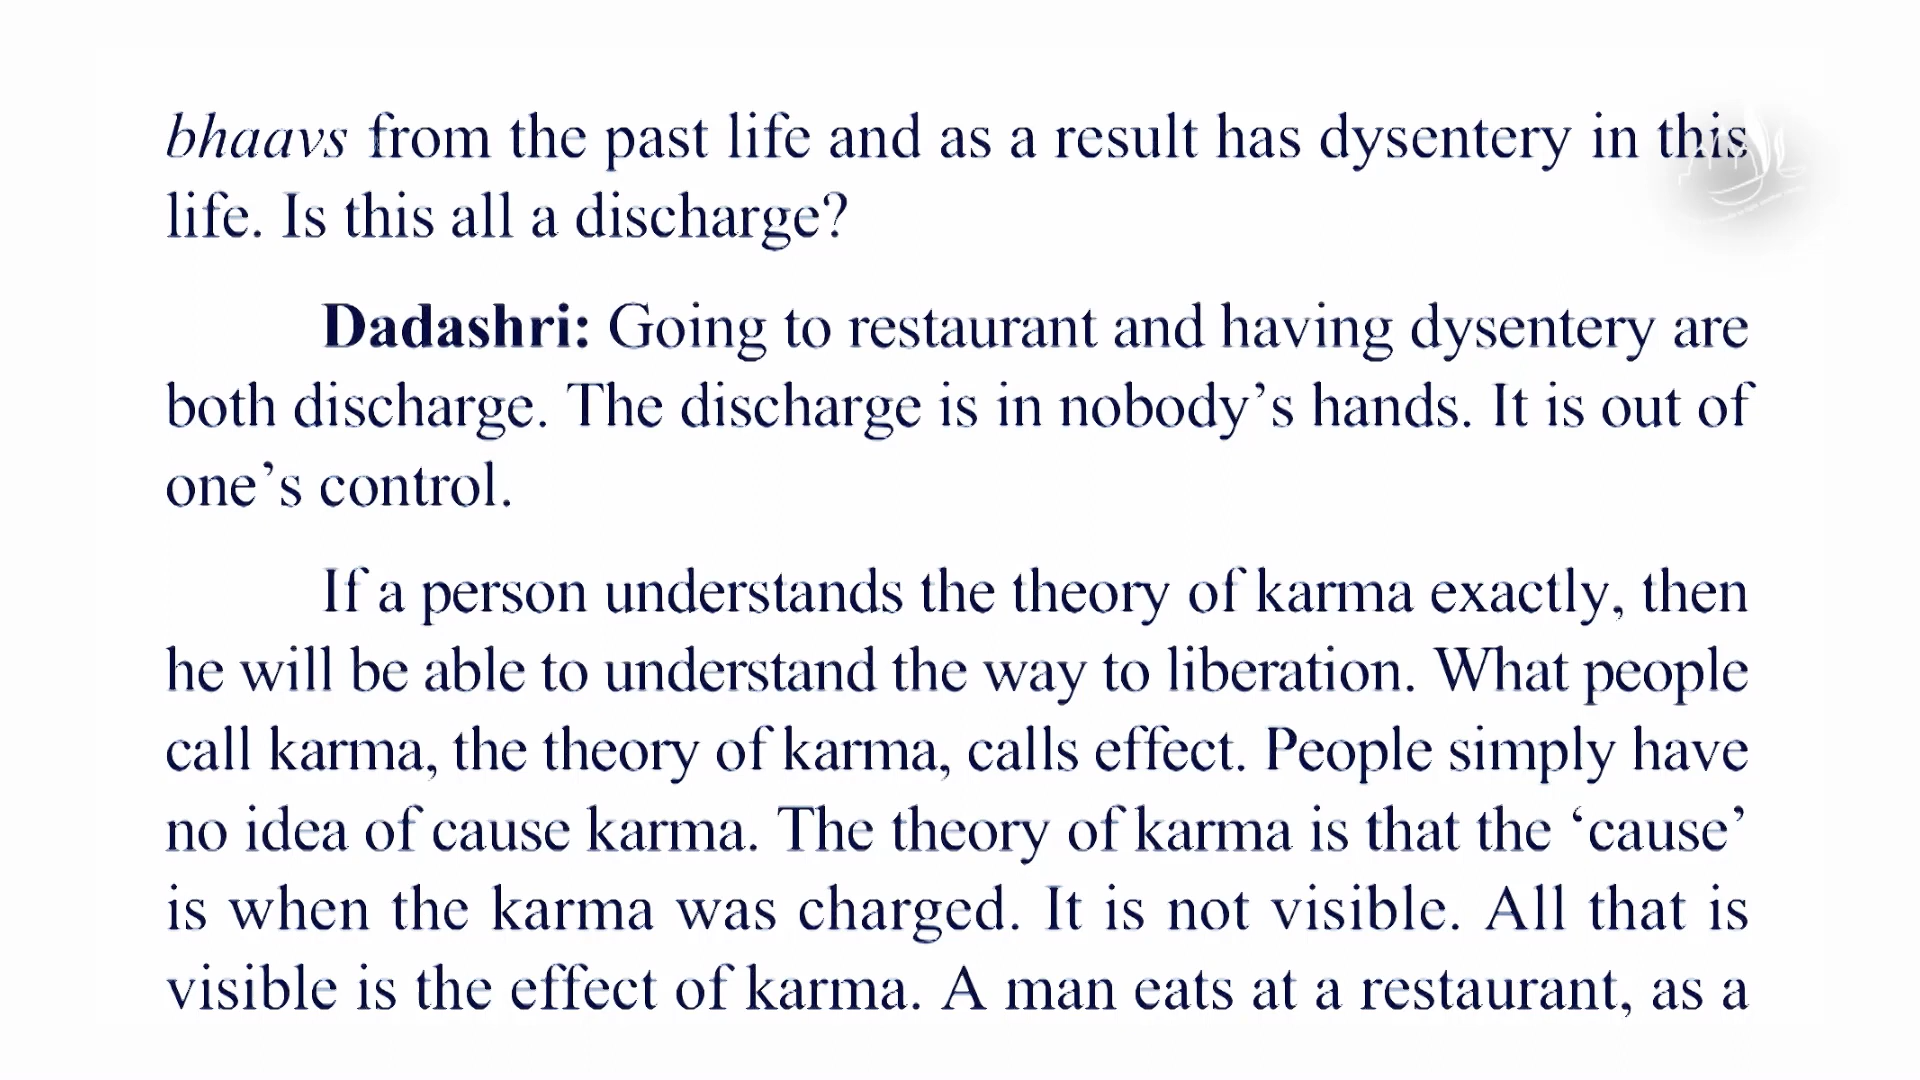 bhaavs from the past life and as a result has dysentery in this
life. Is this all a discharge?
Dadashri: Going to restaurant and having dysentery are
both discharge. The discharge is in nobody’s hands. It is out of
one’s control.
If a person understands the theory of karma exactly, then
he will be able to understand the way to liberation. What people
call karma, the theory of karma, calls effect. People simply have
no idea of cause karma. The theory of karma is that the ‘cause’
is when the karma was charged. It is not visible. All that is
visible is the effect of karma. A man eats at a restaurant, as a